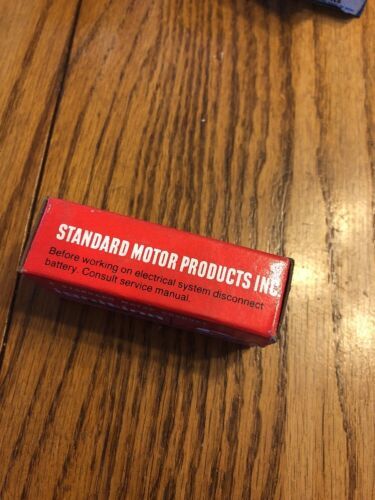 STANDARD MOTOR PRODUCTS INC
Before working on electrical system disconnect
battery. Consult service manual.